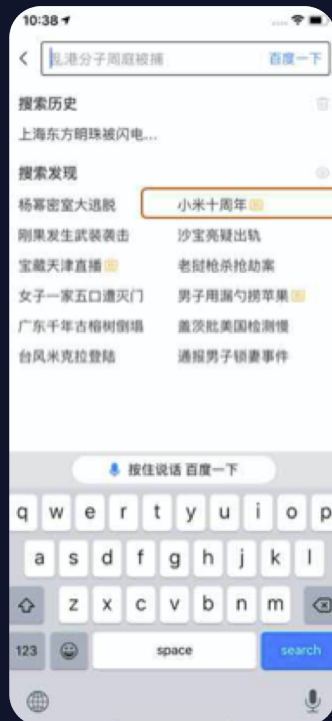 10:38
乱港分子周庭被捕 百度一下
搜索历史
上海东方明珠被闪电...
搜索发现
杨幂密室大逃脱 小米十周年
刚果发生武装袭击 沙宝亮疑出轨
宝藏天津直播 老挝枪杀抢劫案
女子一家五口遭灭门 男子用漏勺捞苹果
广东千年古榕树倒塌 盖茨批美国检测慢
台风米克拉登陆 通报男子锁妻事件
按住说话 百度一下
q w e r t y u i o p
a s d f g h j k l
z x c v b n m
123 space search